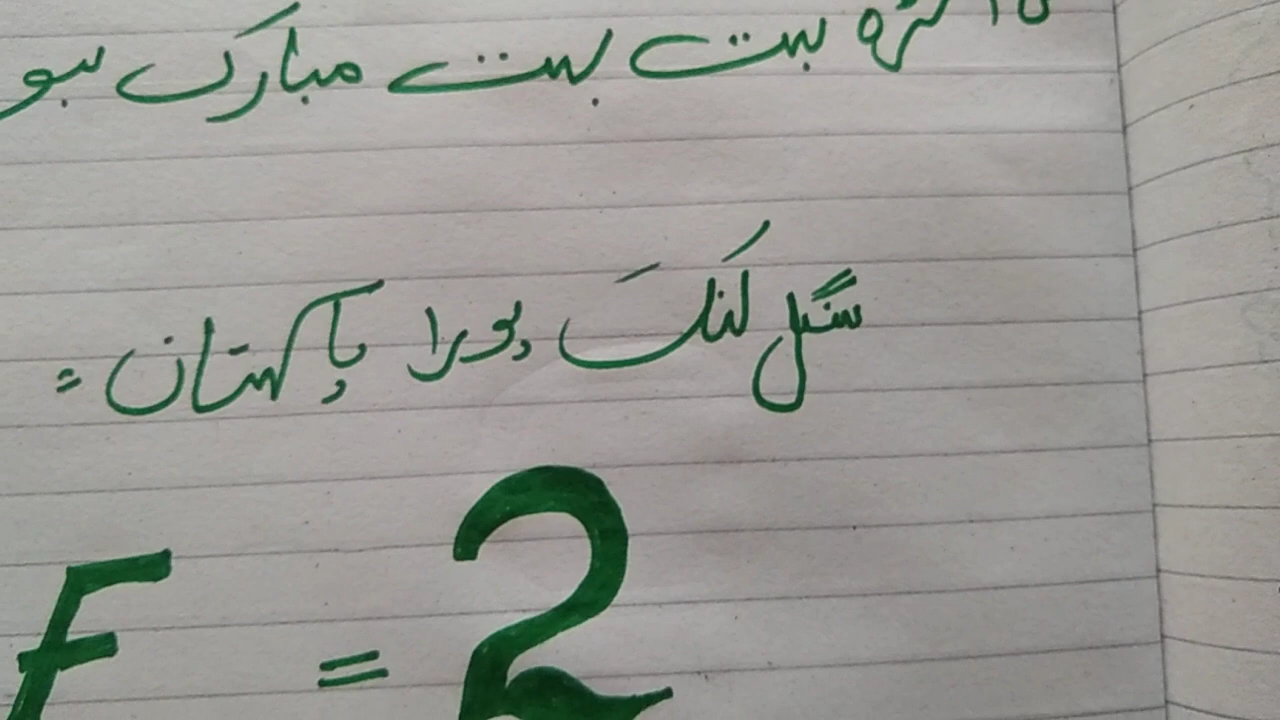 بہت بہت مبارک ہو
سنگل لنک پورا پاکستان =
F = 2